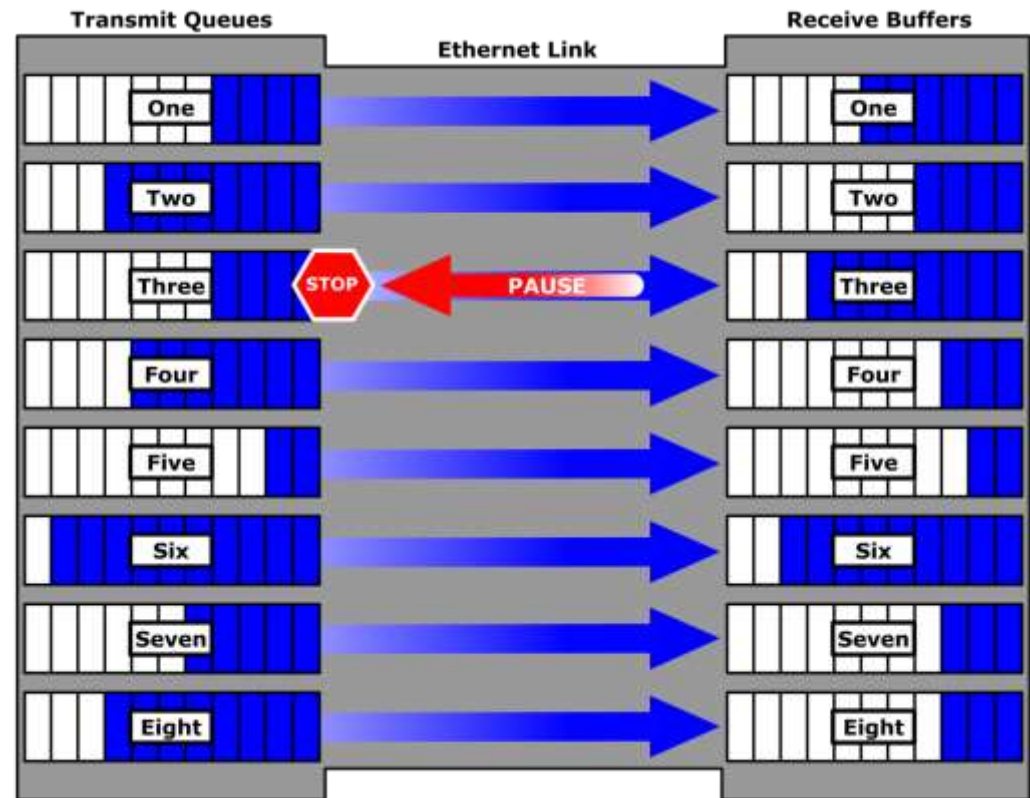 Transmit Queues
Receive Buffers
Ethernet Link
One
One
Two
Two
Three
STOP
PAUSE
Three
Four
Four
Five
Five
Six
Six
Seven
Seven
Eight
Eight